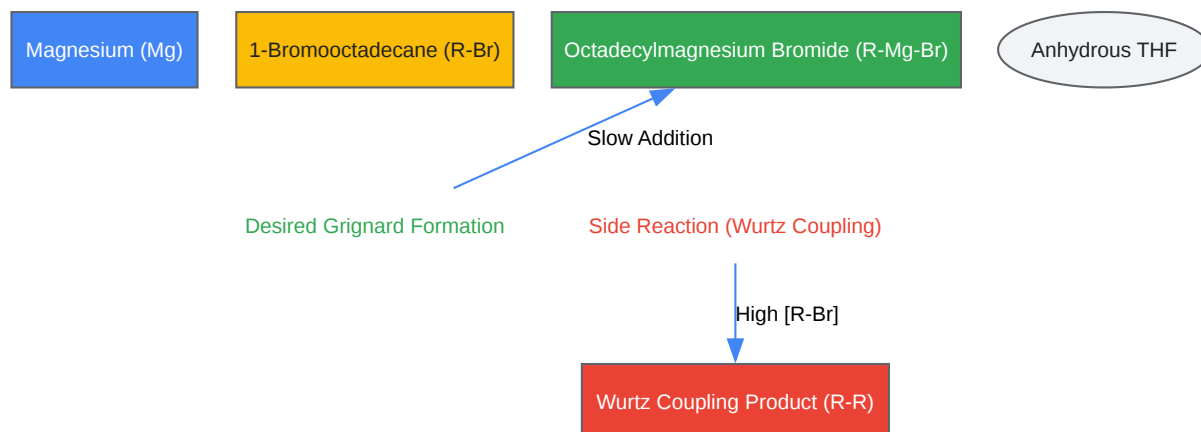 Magnesium (Mg)
1-Bromooctadecane (R-Br)
Octadecylmagnesium Bromide (R-Mg-Br)
Anhydrous THF
Slow Addition
Desired Grignard Formation
Side Reaction (Wurtz Coupling)
High [R-Br]
Wurtz Coupling Product (R-R)